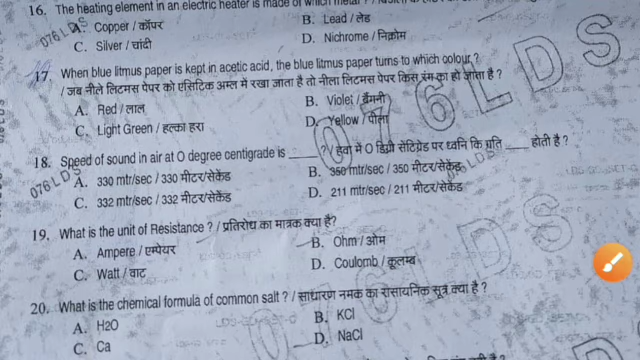 16. The heating element in an electric heater is made of which metal ?
A. Copper / कॉपर
B. Lead / लेड
C. Silver / चांदी
D. Nichrome / निक्रोम
17. When blue litmus paper is kept in acetic acid, the blue litmus paper turns to which colour ?
/ जब नीले लिटमस पेपर को एसिटिक अम्ल में रखा जाता है तो नीला लिटमस पेपर किस रंग का हो जाता है ?
A. Red / लाल
B. Violet / बैंगनी
C. Light Green / हल्का हरा
D. Yellow / पीला
18. Speed of sound in air at O degree centigrade is ____ ? / हवा में O डिग्री सेंटिग्रेड पर ध्वनि कि गति ____ होती है ?
A. 330 mtr/sec / 330 मीटर/सेकेंड
B. 350 mtr/sec / 350 मीटर/सेकेंड
C. 332 mtr/sec / 332 मीटर/सेकेंड
D. 211 mtr/sec / 211 मीटर/सेकेंड
19. What is the unit of Resistance ? / प्रतिरोध का मात्रक क्या है?
A. Ampere / एम्पेयर
B. Ohm / ओम
C. Watt / वाट
D. Coulomb / कूलम्ब
20. What is the chemical formula of common salt ? / साधारण नमक का रासायनिक सूत्र क्या है ?
A. H2O
B. KCl
C. Ca
D. NaCl
076LDS
076LDS
076LDS
076LDS